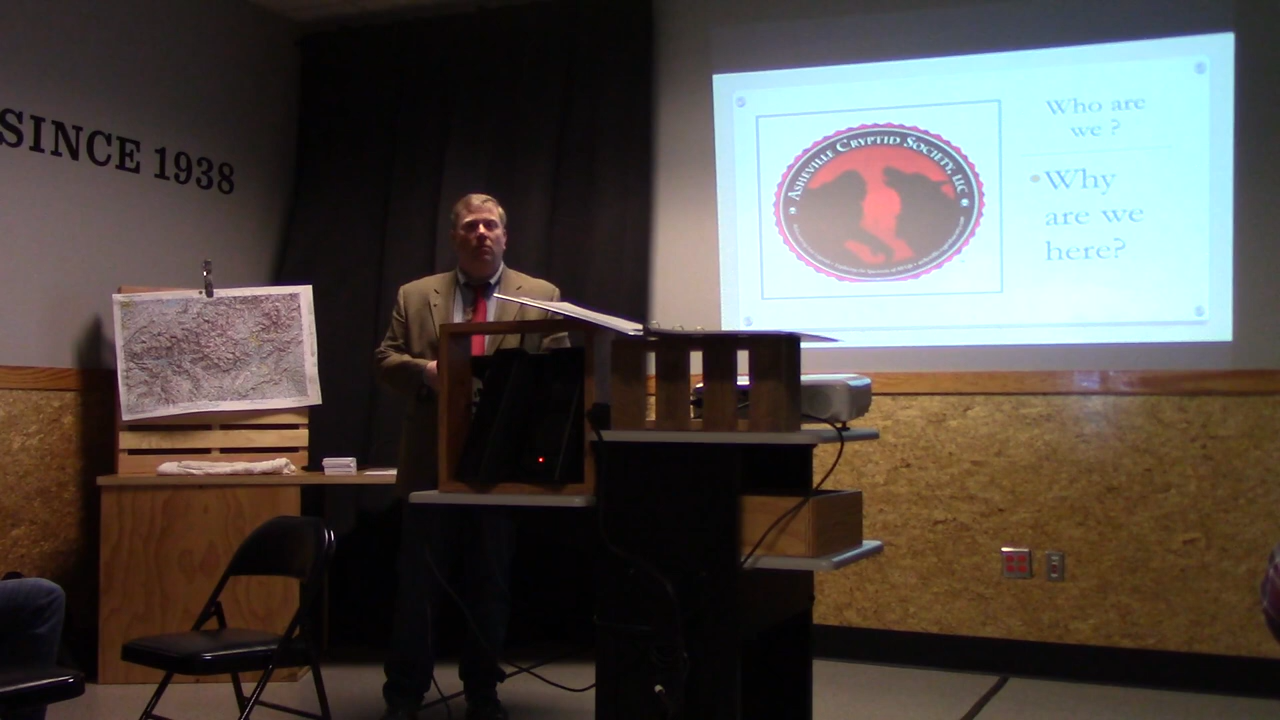 SINCE 1938
ASHEVILLE CRYPTID SOCIETY, LLC
Who are
we ?
Why
are we
here?